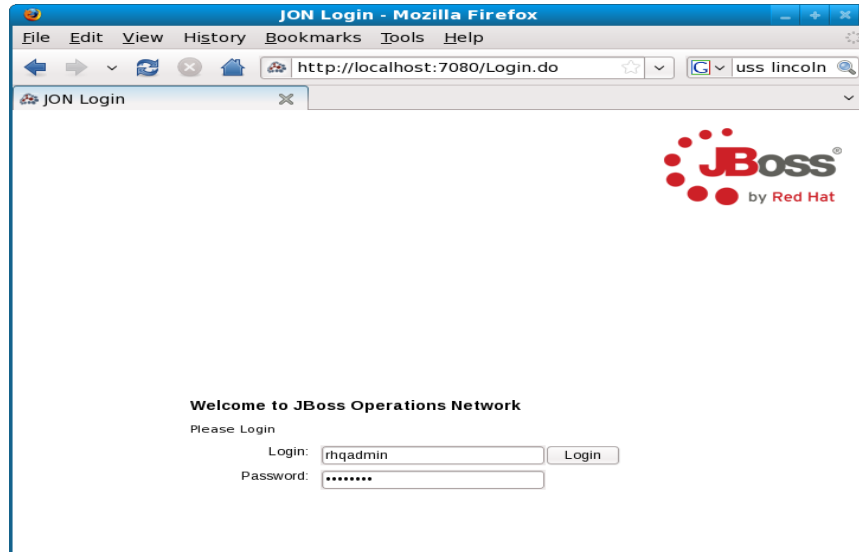 JON Login - Mozilla Firefox
File Edit View History Bookmarks Tools Help
http://localhost:7080/Login.do
G uss lincoln
JON Login
JBoss®
by Red Hat
Welcome to JBoss Operations Network
Please Login
Login: rhqadmin Login
Password: ••••••••